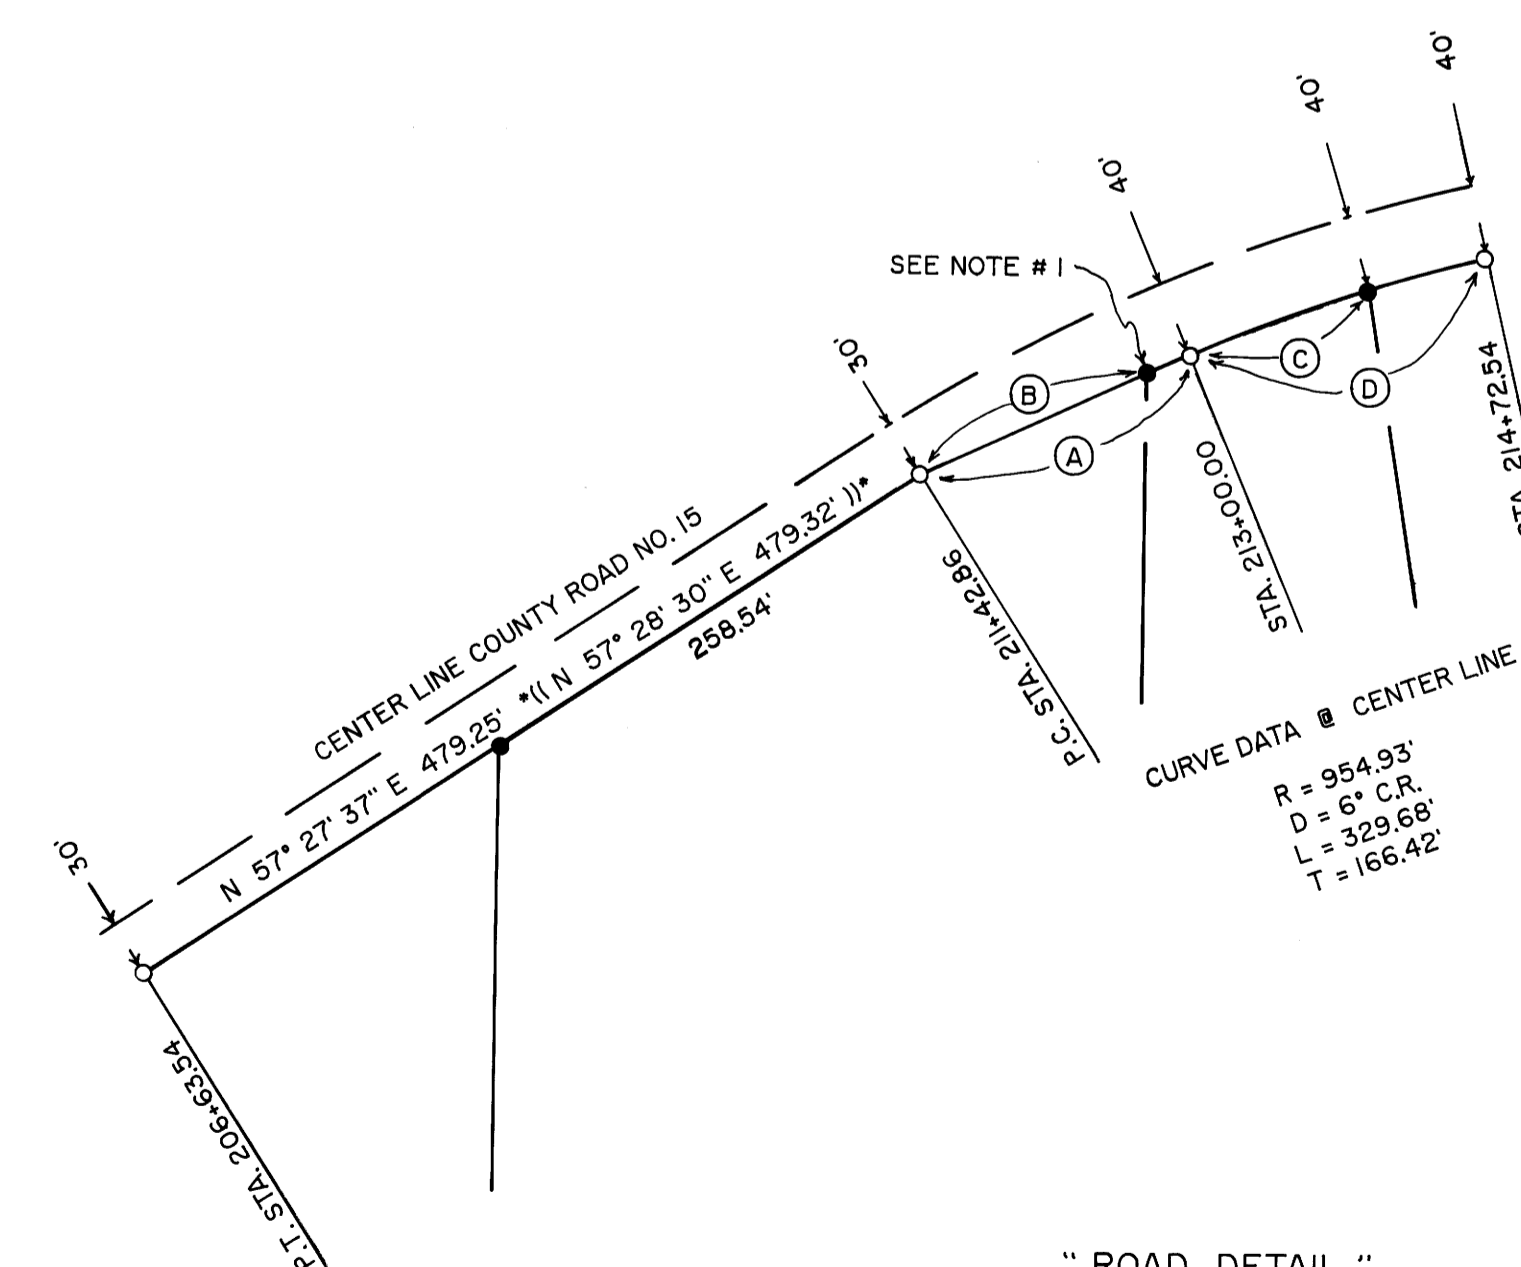 40'
40'
40'
SEE NOTE # 1
30'
B
A
C
D
STA. 214+72.54
STA. 213+00.00
P.C. STA. 211+42.86
CENTER LINE COUNTY ROAD NO. 15
N 57° 27' 37" E 479.25' *(( N 57° 28' 30" E 479.32' ))*
258.54'
30'
P.T. STA. 206+63.54
CURVE DATA @ CENTER LINE
R = 954.93'
D = 6° C.R.
L = 329.68'
T = 166.42'
" ROAD DETAIL "